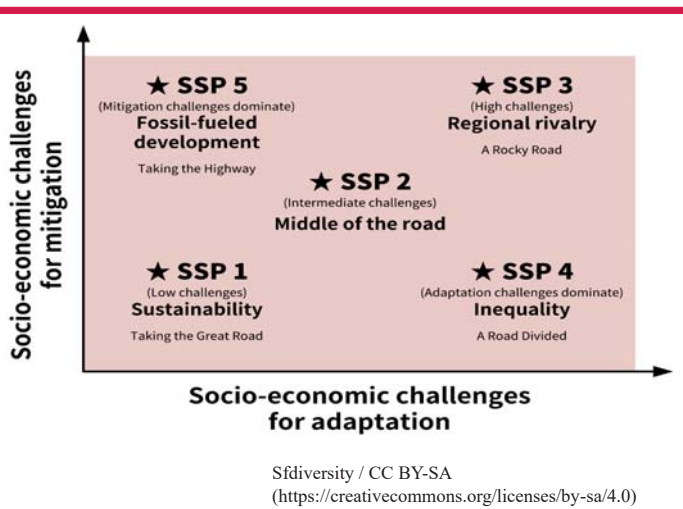 Socio-economic challenges
for mitigation
★ SSP 5
(Mitigation challenges dominate)
Fossil-fueled
development
Taking the Highway
★ SSP 3
(High challenges)
Regional rivalry
A Rocky Road
★ SSP 2
(Intermediate challenges)
Middle of the road
★ SSP 1
(Low challenges)
Sustainability
Taking the Great Road
★ SSP 4
(Adaptation challenges dominate)
Inequality
A Road Divided
Socio-economic challenges
for adaptation
Sfdiversity / CC BY-SA
(https://creativecommons.org/licenses/by-sa/4.0)